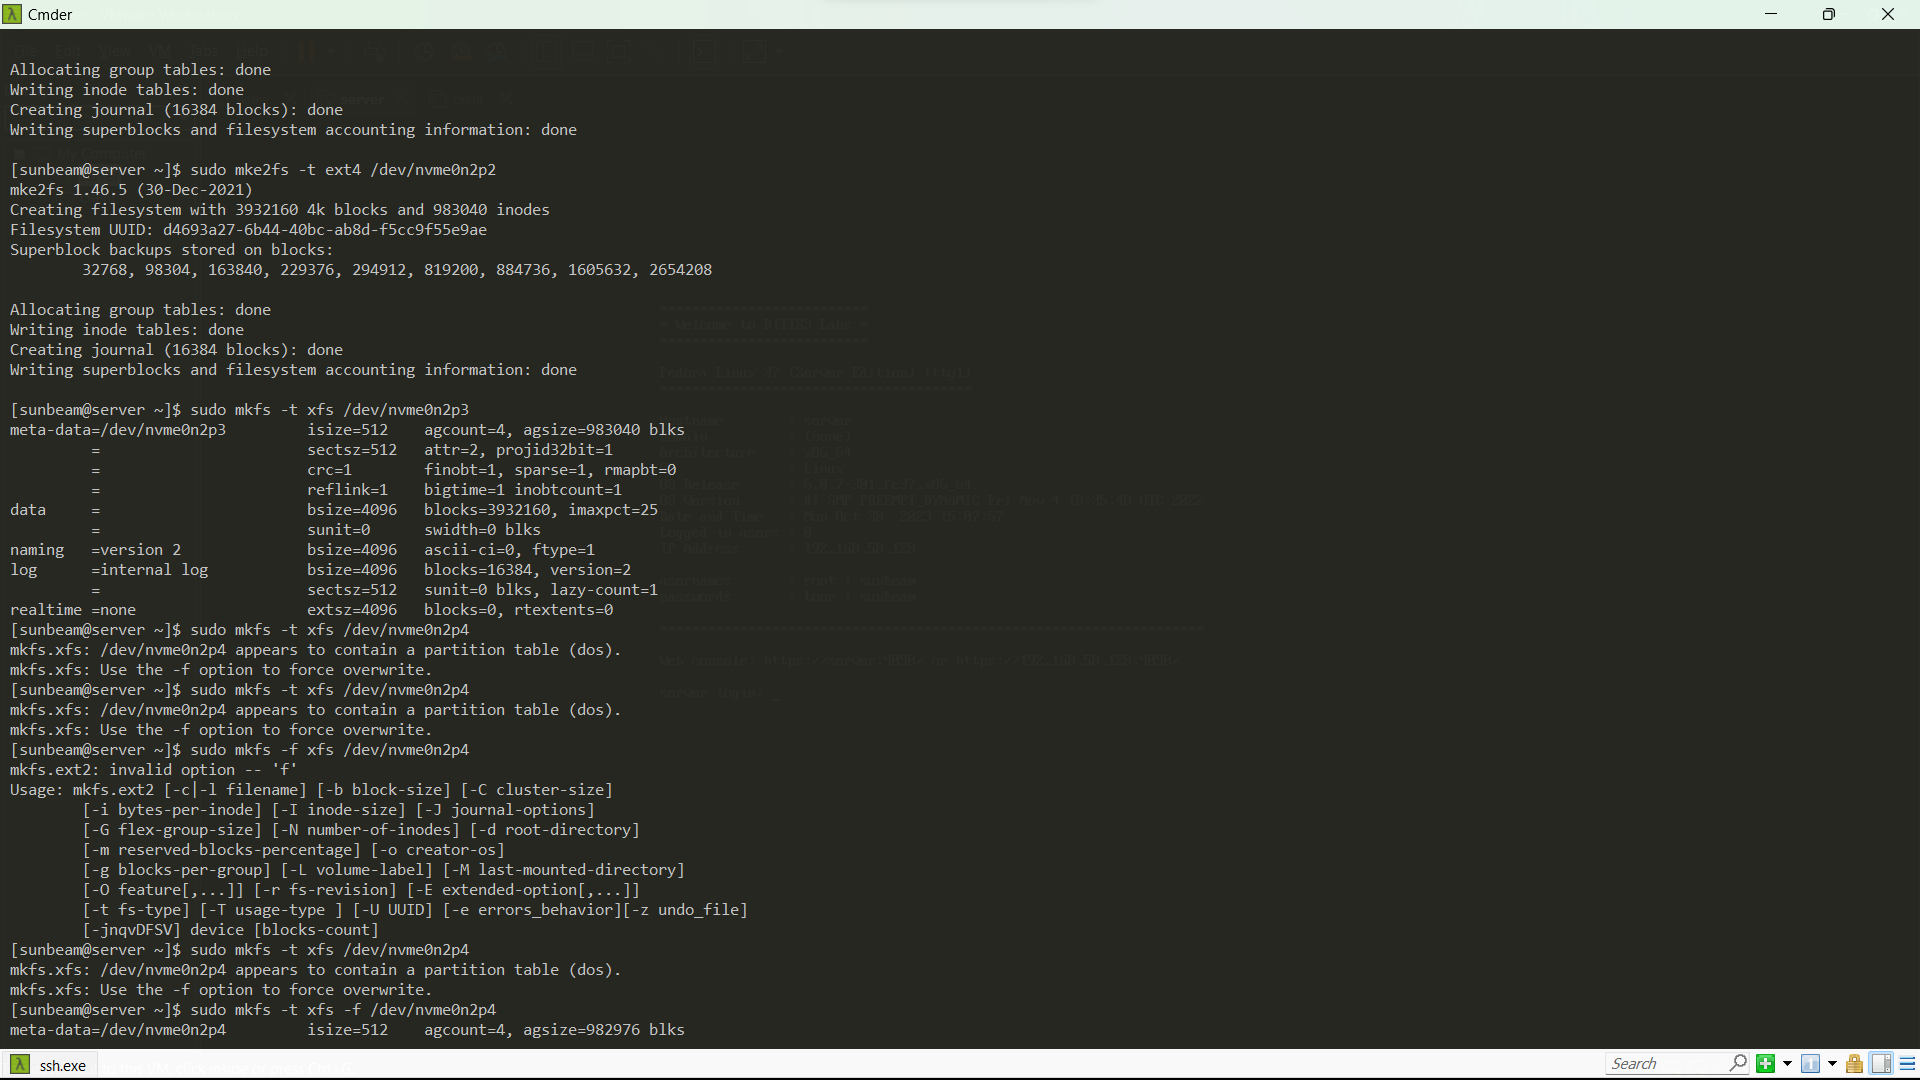 Cmder
Allocating group tables: done
Writing inode tables: done
Creating journal (16384 blocks): done
Writing superblocks and filesystem accounting information: done
[sunbeam@server ~]$ sudo mke2fs -t ext4 /dev/nvme0n2p2
mke2fs 1.46.5 (30-Dec-2021)
Creating filesystem with 3932160 4k blocks and 983040 inodes
Filesystem UUID: d4693a27-6b44-40bc-ab8d-f5cc9f55e9ae
Superblock backups stored on blocks:
        32768, 98304, 163840, 229376, 294912, 819200, 884736, 1605632, 2654208
Allocating group tables: done
Writing inode tables: done
Creating journal (16384 blocks): done
Writing superblocks and filesystem accounting information: done
[sunbeam@server ~]$ sudo mkfs -t xfs /dev/nvme0n2p3
meta-data=/dev/nvme0n2p3         isize=512    agcount=4, agsize=983040 blks
         =                       sectsz=512   attr=2, projid32bit=1
         =                       crc=1        finobt=1, sparse=1, rmapbt=0
         =                       reflink=1    bigtime=1 inobtcount=1
data     =                       bsize=4096   blocks=3932160, imaxpct=25
         =                       sunit=0      swidth=0 blks
naming   =version 2              bsize=4096   ascii-ci=0, ftype=1
log      =internal log           bsize=4096   blocks=16384, version=2
         =                       sectsz=512   sunit=0 blks, lazy-count=1
realtime =none                   extsz=4096   blocks=0, rtextents=0
[sunbeam@server ~]$ sudo mkfs -t xfs /dev/nvme0n2p4
mkfs.xfs: /dev/nvme0n2p4 appears to contain a partition table (dos).
mkfs.xfs: Use the -f option to force overwrite.
[sunbeam@server ~]$ sudo mkfs -t xfs /dev/nvme0n2p4
mkfs.xfs: /dev/nvme0n2p4 appears to contain a partition table (dos).
mkfs.xfs: Use the -f option to force overwrite.
[sunbeam@server ~]$ sudo mkfs -f xfs /dev/nvme0n2p4
mkfs.ext2: invalid option -- 'f'
Usage: mkfs.ext2 [-c|-l filename] [-b block-size] [-C cluster-size]
        [-i bytes-per-inode] [-I inode-size] [-J journal-options]
        [-G flex-group-size] [-N number-of-inodes] [-d root-directory]
        [-m reserved-blocks-percentage] [-o creator-os]
        [-g blocks-per-group] [-L volume-label] [-M last-mounted-directory]
        [-O feature[,...]] [-r fs-revision] [-E extended-option[,...]]
        [-t fs-type] [-T usage-type ] [-U UUID] [-e errors_behavior][-z undo_file]
        [-jnqvDFSV] device [blocks-count]
[sunbeam@server ~]$ sudo mkfs -t xfs /dev/nvme0n2p4
mkfs.xfs: /dev/nvme0n2p4 appears to contain a partition table (dos).
mkfs.xfs: Use the -f option to force overwrite.
[sunbeam@server ~]$ sudo mkfs -t xfs -f /dev/nvme0n2p4
meta-data=/dev/nvme0n2p4         isize=512    agcount=4, agsize=982976 blks
ssh.exe
Search